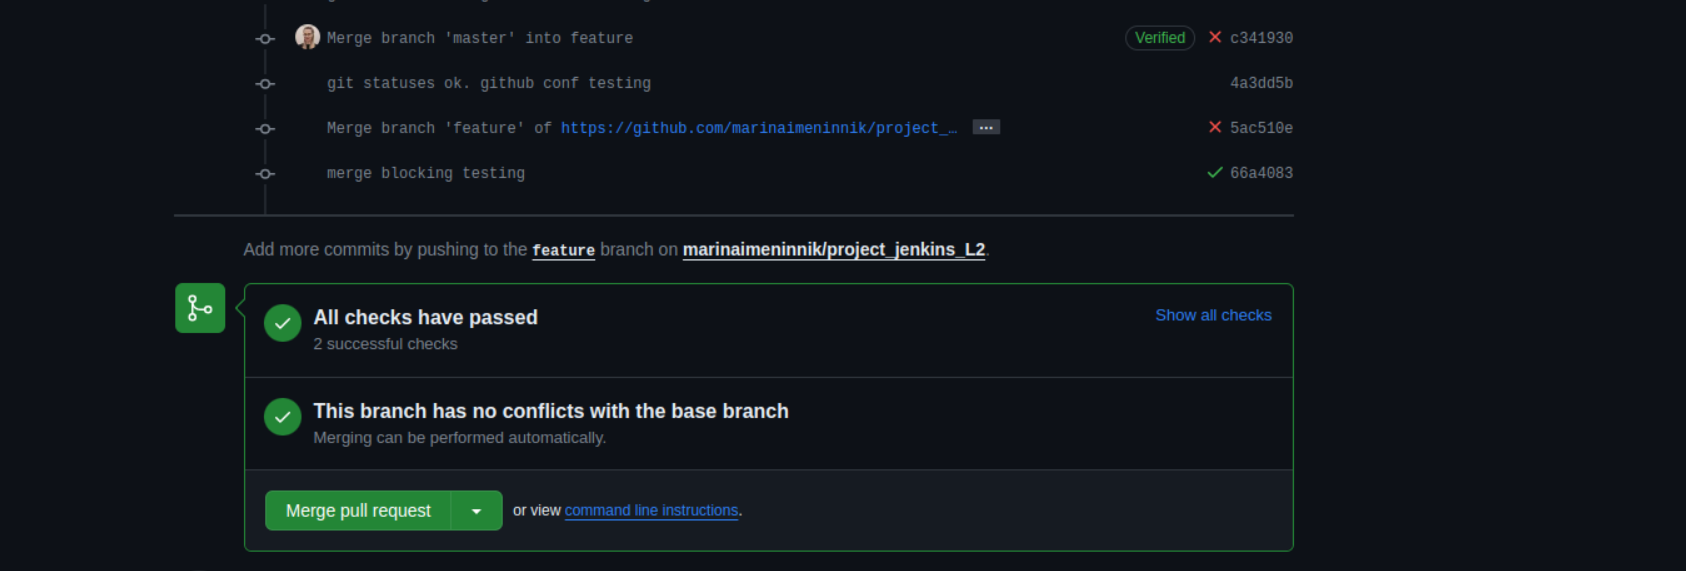 Merge branch 'master' into feature Verified c341930
git statuses ok. github conf testing 4a3dd5b
Merge branch 'feature' of https://github.com/marinaimeninnik/project_… ... 5ac510e
merge blocking testing 66a4083
Add more commits by pushing to the feature branch on marinaimeninnik/project_jenkins_L2.
All checks have passed Show all checks
2 successful checks
This branch has no conflicts with the base branch
Merging can be performed automatically.
Merge pull request or view command line instructions.